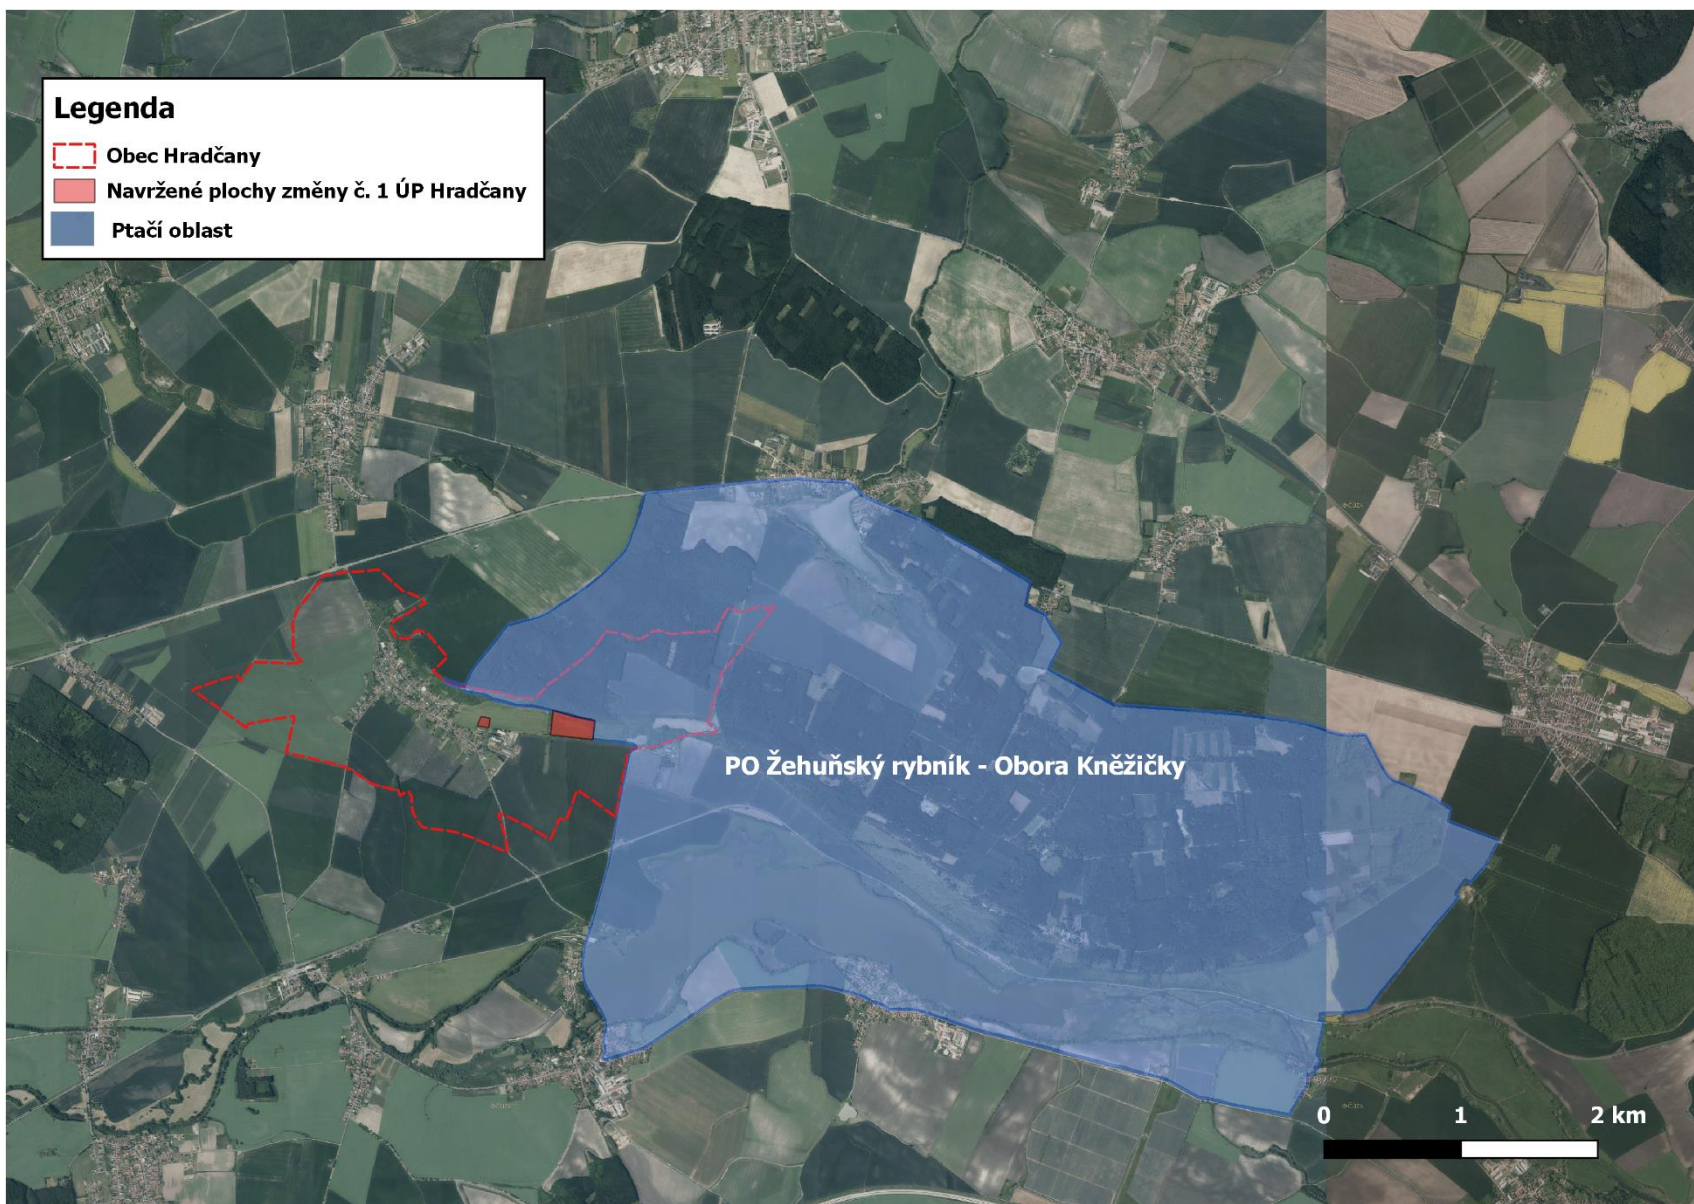 Legenda
Obec Hradčany
Navržené plochy změny č. 1 ÚP Hradčany
Ptačí oblast
PO Žehuňský rybník - Obora Kněžičky
0 1 2 km